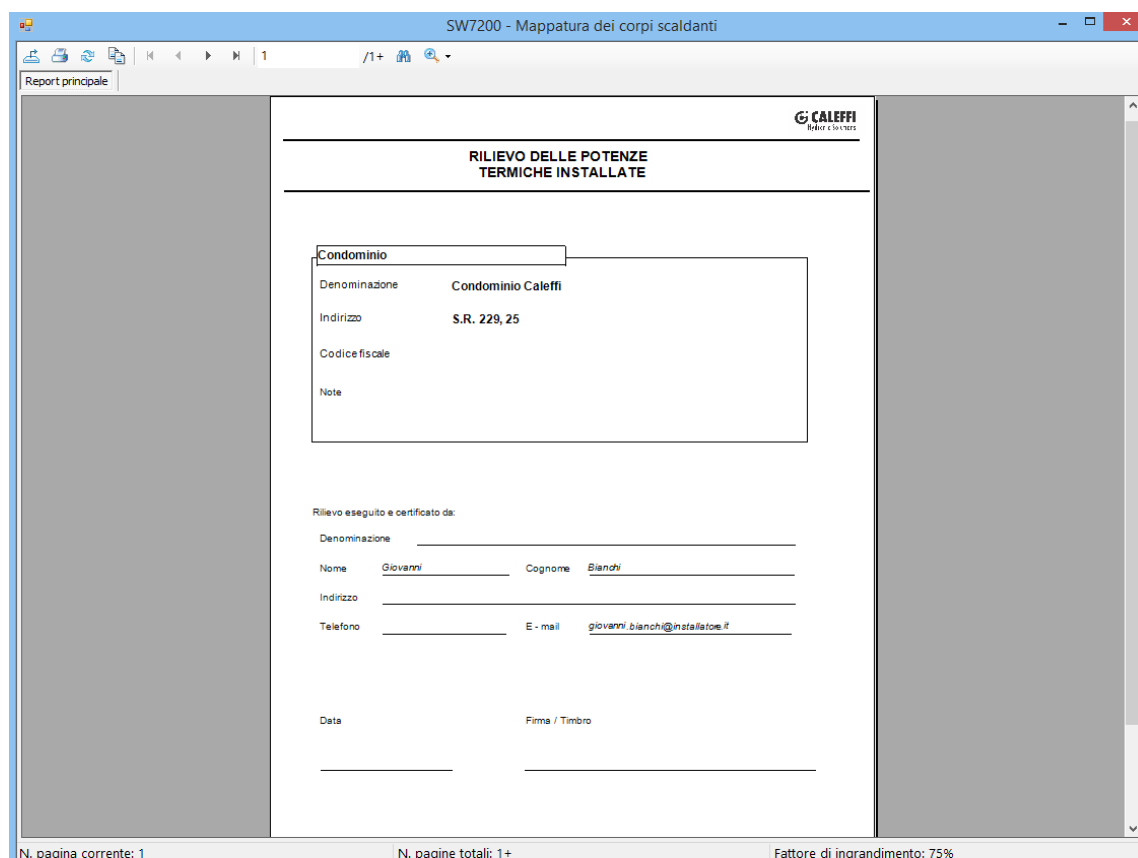 SW7200 - Mappatura dei corpi scaldanti
1 /1+
Report principale
CALEFFI
Hydronic Solutions
RILIEVO DELLE POTENZE
TERMICHE INSTALLATE
Condominio
Denominazione Condominio Caleffi
Indirizzo S.R. 229, 25
Codice fiscale
Note
Rilievo eseguito e certificato da:
Denominazione
Nome Giovanni Cognome Bianchi
Indirizzo
Telefono E - mail giovanni.bianchi@installatore.it
Data Firma / Timbro
N. pagina corrente: 1 N. pagine totali: 1+ Fattore di ingrandimento: 75%